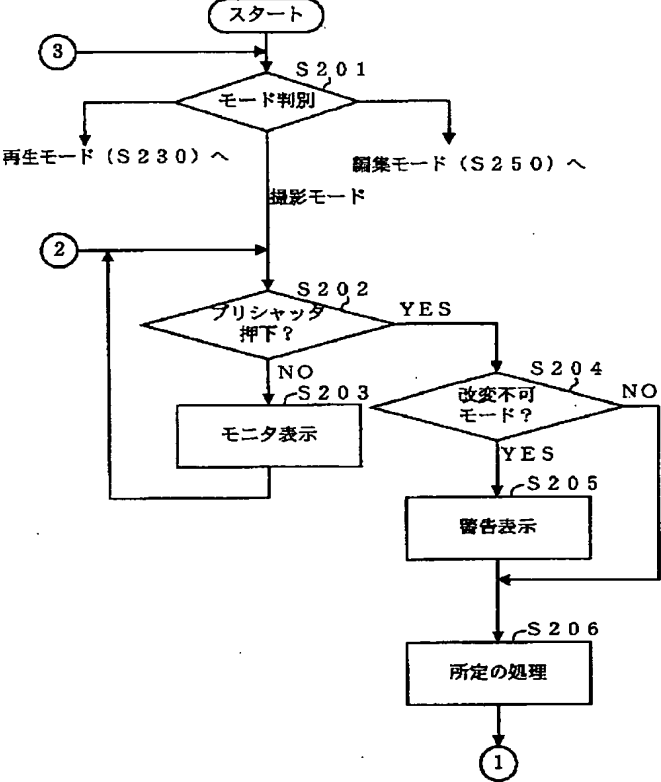 スタート
3
S201
モード判別
再生モード(S230)へ
編集モード(S250)へ
撮影モード
2
S202
プリシャッタ
押下?
YES
NO
S203
モニタ表示
S204
改変不可
モード?
NO
YES
S205
警告表示
S206
所定の処理
1